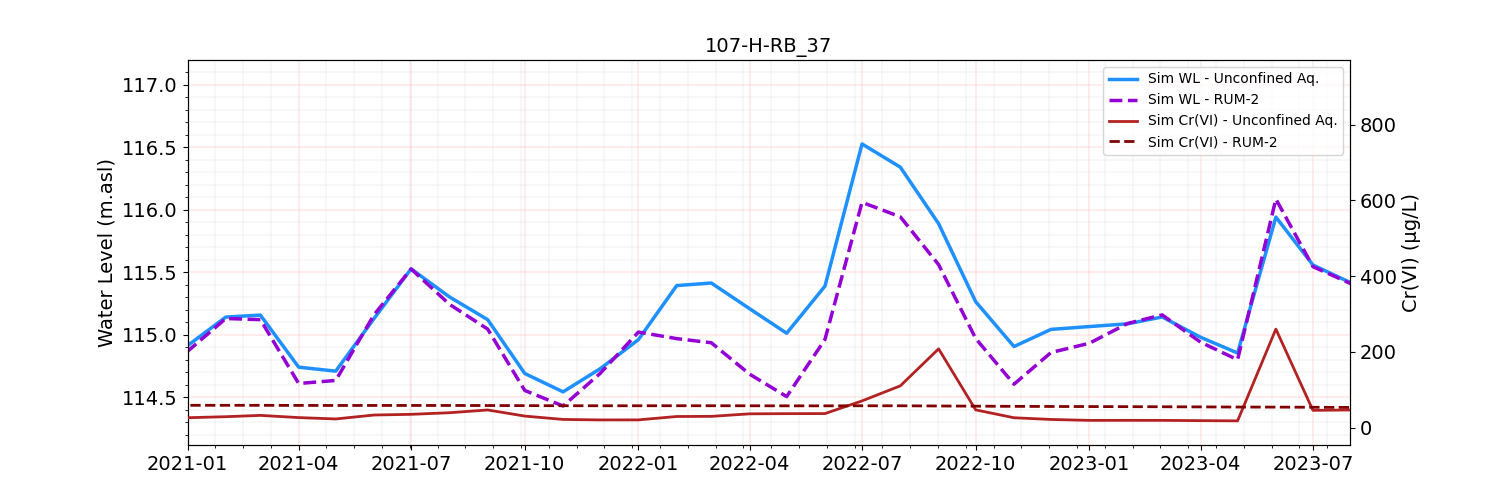 107-H-RB_37
Water Level (m.asl)
117.0
116.5
116.0
115.5
115.0
114.5
Sim WL - Unconfined Aq.
Sim WL - RUM-2
Sim Cr(VI) - Unconfined Aq.
Sim Cr(VI) - RUM-2
800
600
400
200
0
Cr(VI) (µg/L)
2021-01 2021-04 2021-07 2021-10 2022-01 2022-04 2022-07 2022-10 2023-01 2023-04 2023-07